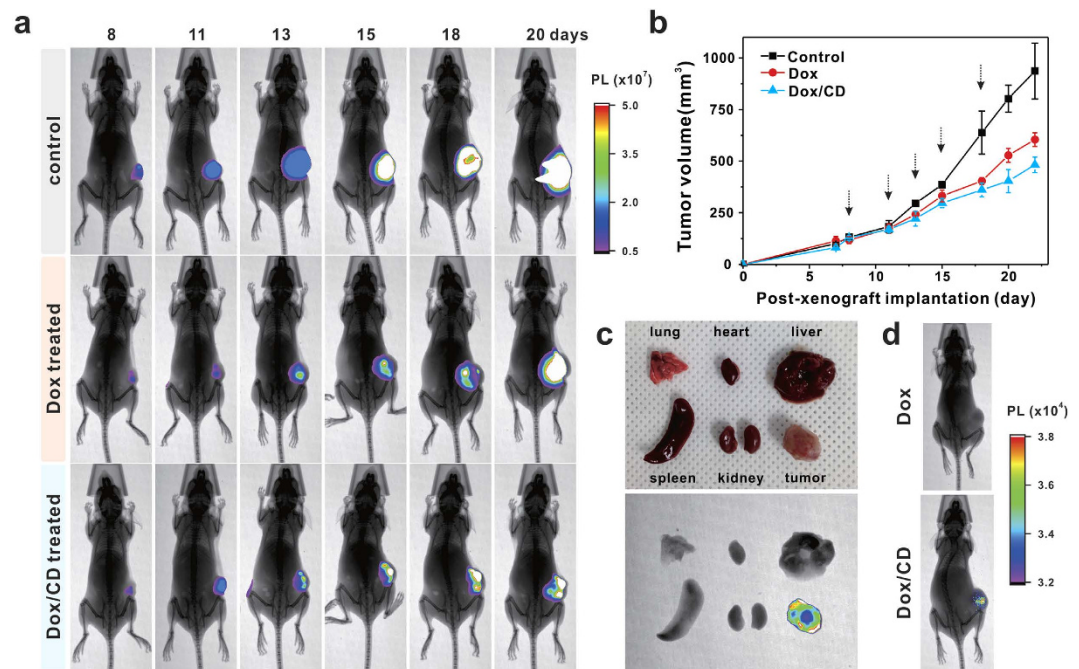 a
8 11 13 15 18 20 days
control
Dox treated
Dox/CD treated
PL (x10⁷)
5.0
3.5
2.0
0.5
b
Control
Dox
Dox/CD
Tumor volume(mm³)
1000
750
500
250
0
0 5 10 15 20
Post-xenograft implantation (day)
c
lung heart liver
spleen kidney tumor
d
Dox
Dox/CD
PL (x10⁴)
3.8
3.6
3.4
3.2